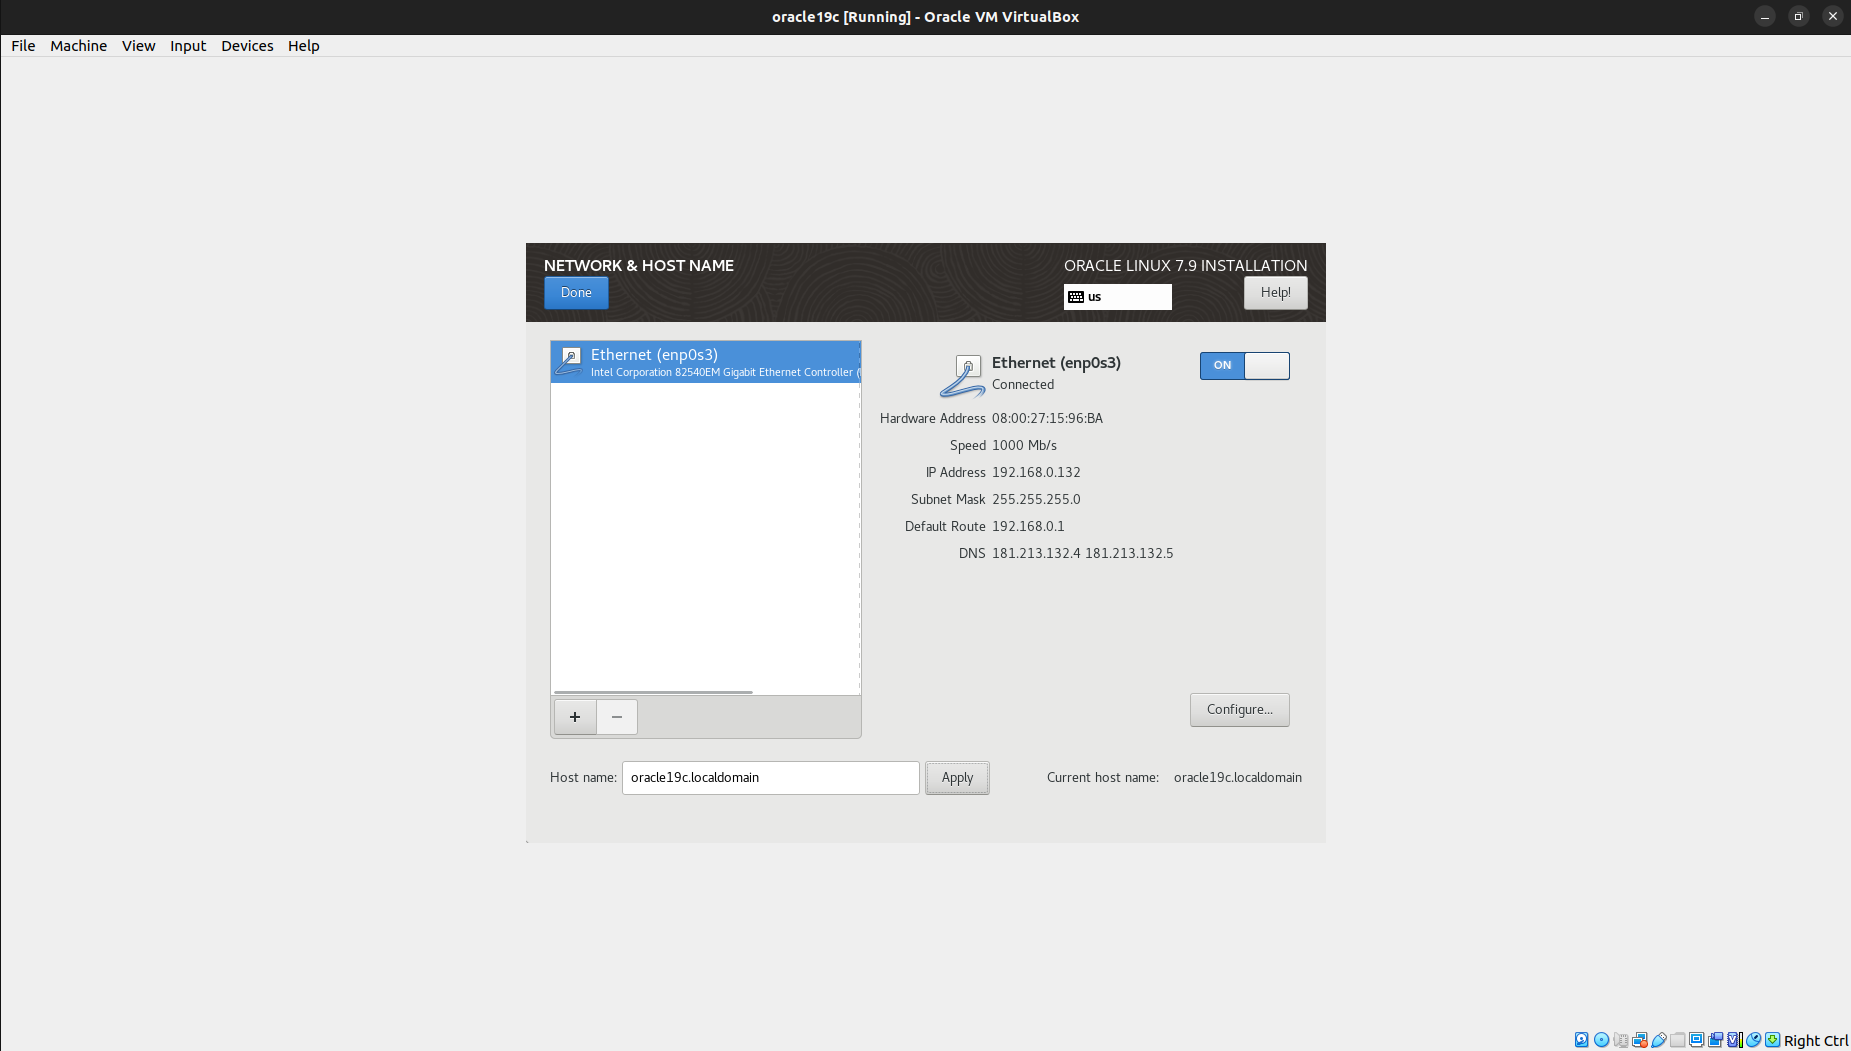 oracle19c [Running] - Oracle VM VirtualBox
File Machine View Input Devices Help
NETWORK & HOST NAME
Done
ORACLE LINUX 7.9 INSTALLATION
us
Help!
Ethernet (enp0s3)
Intel Corporation 82540EM Gigabit Ethernet Controller (
Ethernet (enp0s3)
Connected
ON
Hardware Address 08:00:27:15:96:BA
Speed 1000 Mb/s
IP Address 192.168.0.132
Subnet Mask 255.255.255.0
Default Route 192.168.0.1
DNS 181.213.132.4 181.213.132.5
+ −
Configure...
Host name: oracle19c.localdomain Apply Current host name: oracle19c.localdomain
Right Ctrl